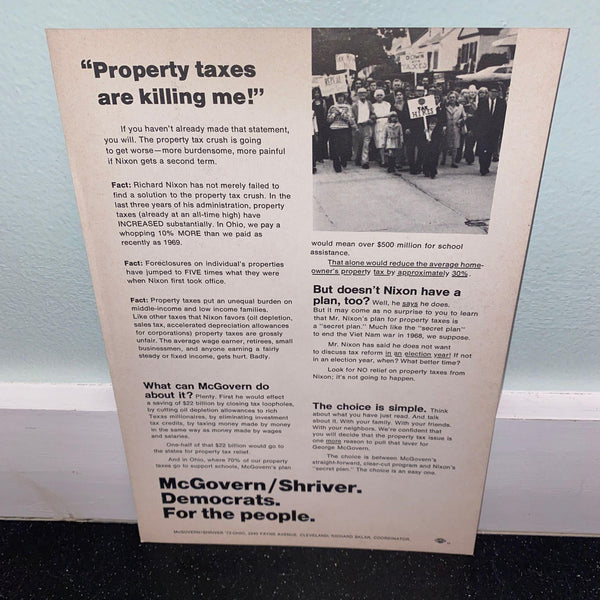 “Property taxes
are killing me!”
If you haven't already made that statement,
you will. The property tax crush is going
to get worse—more burdensome, more painful
if Nixon gets a second term.
Fact: Richard Nixon has not merely failed to
find a solution to the property tax crush. In the
last three years of his administration, property
taxes (already at an all-time high) have
INCREASED substantially. In Ohio, we pay a
whopping 10% MORE than we paid as
recently as 1969.
Fact: Foreclosures on individual's properties
have jumped to FIVE times what they were
when Nixon first took office.
Fact: Property taxes put an unequal burden on
middle-income and low income families.
Like other taxes that Nixon favors (oil depletion,
sales tax, accelerated depreciation allowances
for corporations) property taxes are grossly
unfair. The average wage earner, retirees, small
businessmen, and anyone earning a fairly
steady or fixed income, gets hurt. Badly.
What can McGovern do
about it? Plenty. First he would effect
a saving of $22 billion by closing tax loopholes,
by cutting oil depletion allowances to rich
Texas millionaires, by eliminating investment
tax credits, by taxing money made by money
in the same way as money made by wages
and salaries.
One-half of that $22 billion would go to
the states for property tax relief.
And in Ohio, where 70% of our property
taxes go to support schools, McGovern's plan
REPEAL
TAX
HIKES
would mean over $500 million for school
assistance.
That alone would reduce the average home-
owner's property tax by approximately 30%.
But doesn't Nixon have a
plan, too? Well, he says he does.
But it may come as no surprise to you to learn
that Mr. Nixon's plan for property taxes is
a “secret plan.” Much like the “secret plan”
to end the Viet Nam war in 1968, we suppose.
Mr. Nixon has said he does not want
to discuss tax reform in an election year! If not
in an election year, when? What better time?
Look for NO relief on property taxes from
Nixon; it's not going to happen.
The choice is simple. Think
about what you have just read. And talk
about it. With your family. With your friends.
With your neighbors. We're confident that
you will decide that the property tax issue is
one more reason to pull that lever for
George McGovern.
The choice is between McGovern's
straight-forward, clear-cut program and Nixon's
“secret plan.” The choice is an easy one.
McGovern/Shriver.
Democrats.
For the people.
McGOVERN/SHRIVER '72-OHIO, 2240 PAYNE AVENUE, CLEVELAND, RICHARD SKLAR, COORDINATOR.